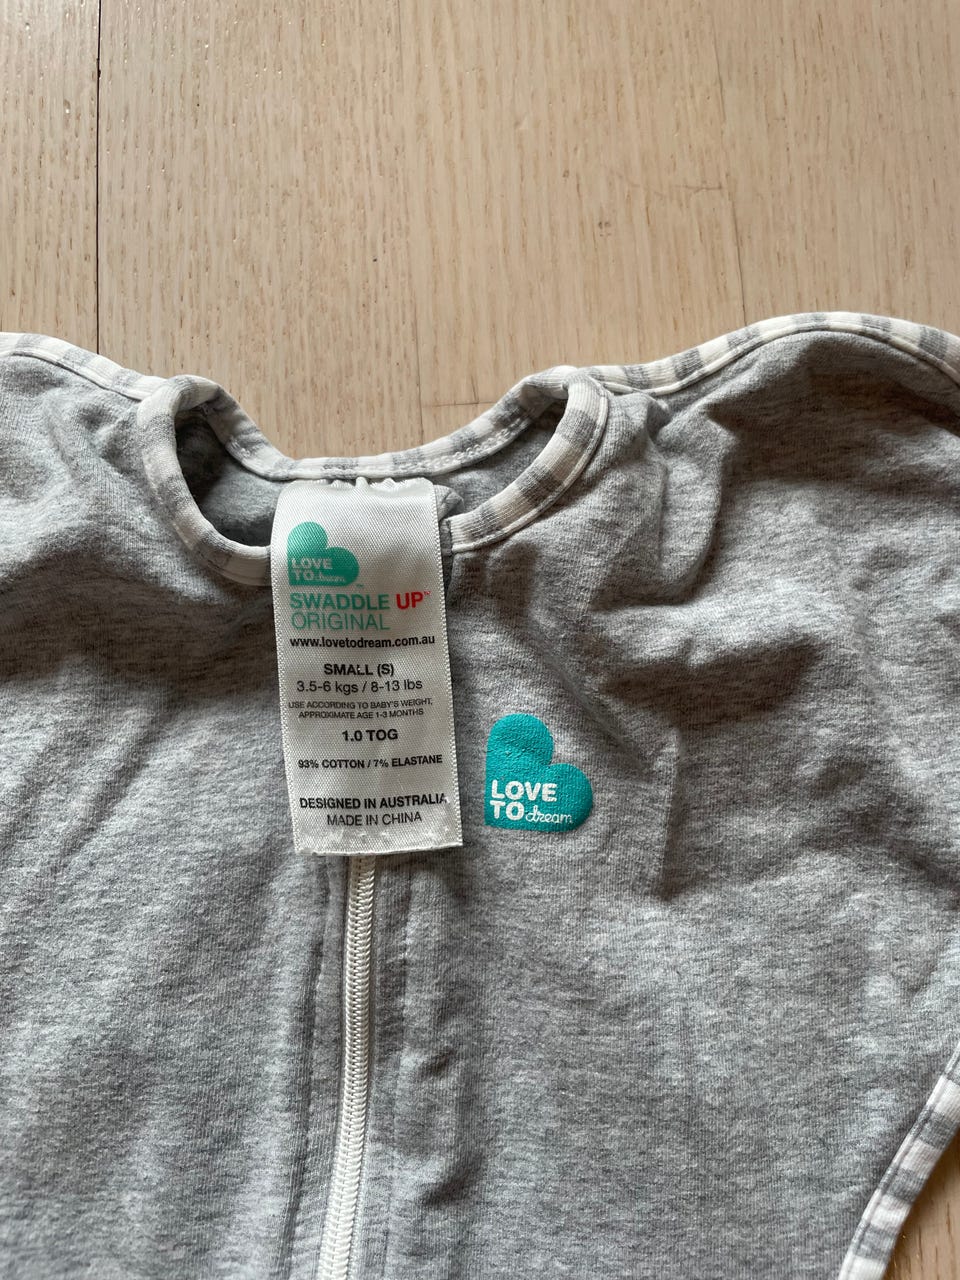 LOVE
TO dream
SWADDLE UP™
ORIGINAL
www.lovetodream.com.au
SMALL (S)
3.5-6 kgs / 8-13 lbs
USE ACCORDING TO BABY'S WEIGHT.
APPROXIMATE AGE 1-3 MONTHS
1.0 TOG
93% COTTON / 7% ELASTANE
DESIGNED IN AUSTRALIA
MADE IN CHINA
LOVE
TO dream